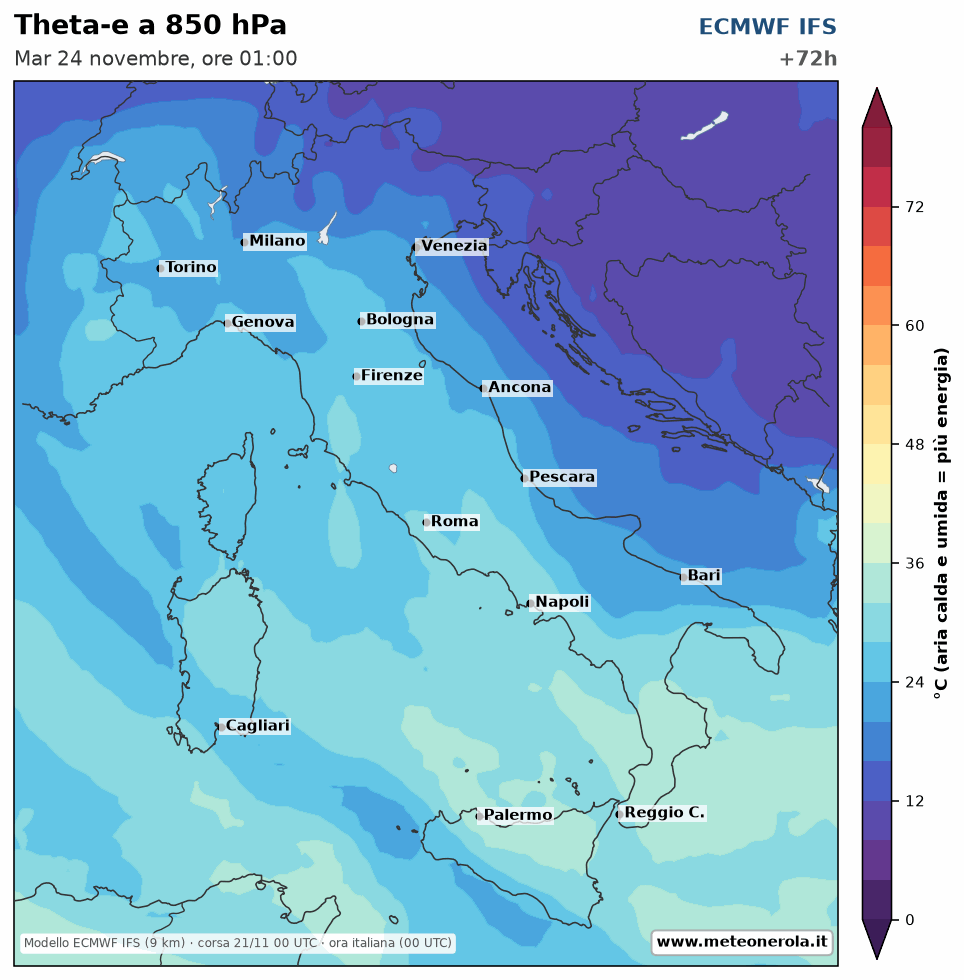 Theta-e a 850 hPa
ECMWF IFS
Mar 24 novembre, ore 01:00
+72h
Milano
Venezia
Torino
Genova
Bologna
Firenze
Ancona
Pescara
Roma
Bari
Napoli
Cagliari
Palermo
Reggio C.
72
60
48
36
24
12
0
°C (aria calda e umida = più energia)
Modello ECMWF IFS (9 km) · corsa 21/11 00 UTC · ora italiana (00 UTC)
www.meteonerola.it